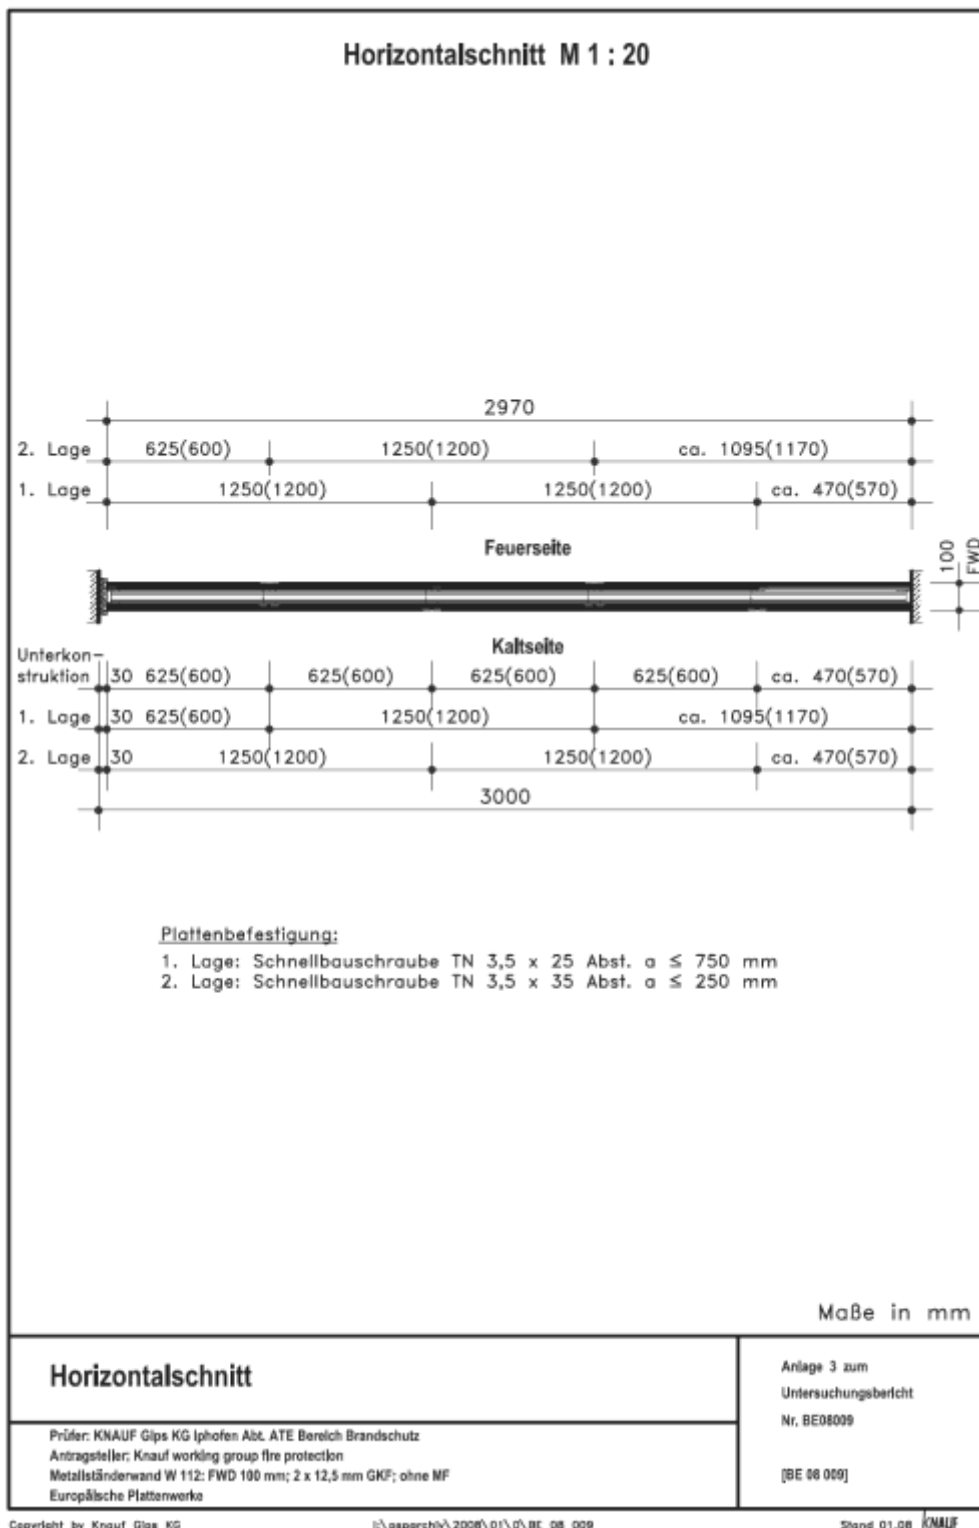 Horizontalschnitt M 1 : 20
2970
2. Lage 625(600) 1250(1200) ca. 1095(1170)
1. Lage 1250(1200) 1250(1200) ca. 470(570)
Feuerseite
100
FWD
Kaltseite
Unterkon-
struktion 30 625(600) 625(600) 625(600) 625(600) ca. 470(570)
1. Lage 30 625(600) 1250(1200) ca. 1095(1170)
2. Lage 30 1250(1200) 1250(1200) ca. 470(570)
3000
Plattenbefestigung:
1. Lage: Schnellbauschraube TN 3,5 x 25 Abst. a ≤ 750 mm
2. Lage: Schnellbauschraube TN 3,5 x 35 Abst. a ≤ 250 mm
Maße in mm
Horizontalschnitt
Anlage 3 zum
Untersuchungsbericht
Nr. BE08009
[BE 08 009]
Prüfer: KNAUF Gips KG Iphofen Abt. ATE Bereich Brandschutz
Antragsteller: Knauf working group fire protection
Metallständerwand W 112: FWD 100 mm; 2 x 12,5 mm GKF; ohne MF
Europäische Plattenwerke
Copyright by Knauf Gips KG
Stand 01.08 KNAUF